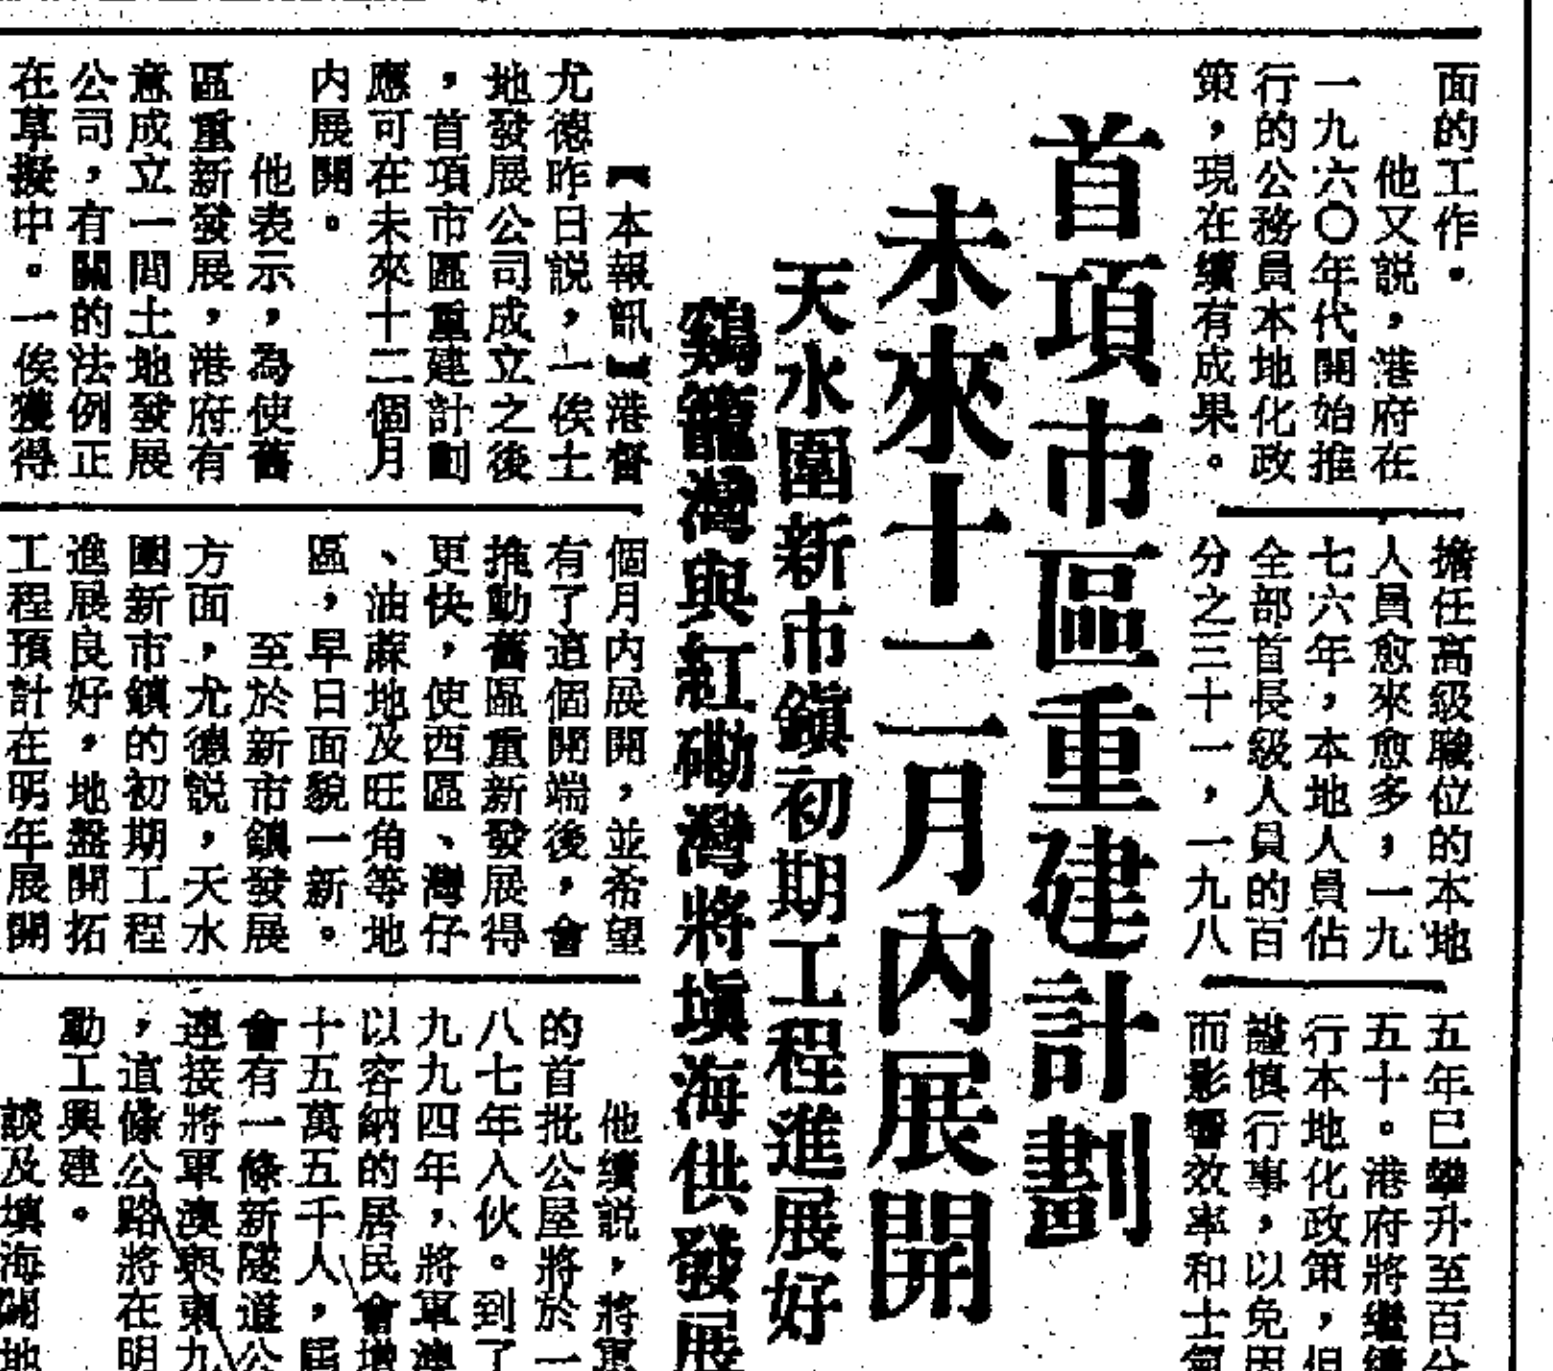 面的工作。
他又説，港府在
一九六〇年代開始推
行的公務員本地化政
策，現在續有成果。
擔任高級職位的本地
人員愈來愈多，一九
七六年，本地人員佔
全部首長級人員的百
分之三十一，一九八
五年已攀升至百分
五十。港府將繼續
行本地化政策，但
謹慎行事，以免因
而影響效率和士氣
首項市區重建計劃
未來十二月內展開
天水圍新市鎮初期工程進展好
鷄籠灣與紅磡灣將填海供發展
【本報訊】港督
尤德昨日説，一俟土
地發展公司成立之後
，首項市區重建計劃
應可在未來十二個月
內展開。
他表示，為使舊
區重新發展，港府有
意成立一間土地發展
公司，有關的法例正
在草擬中。一俟獲得
個月內展開，並希望
有了這個開端後，會
推動舊區重新發展得
更快，使西區、灣仔
、油蔴地及旺角等地
區，早日面貌一新。
至於新市鎮發展
方面，尤德説，天水
圍新市鎮的初期工程
進展良好，地盤開拓
工程預計在明年展開
他續説，將軍
的首批公屋將於一
八七年入伙。到了
九九四年，將軍澳
以容納的居民會增
十五萬五千人，屆
會有一條新隧道公
連接將軍澳與東九
，這條公路將在明
動工興建。
談及填海闢地